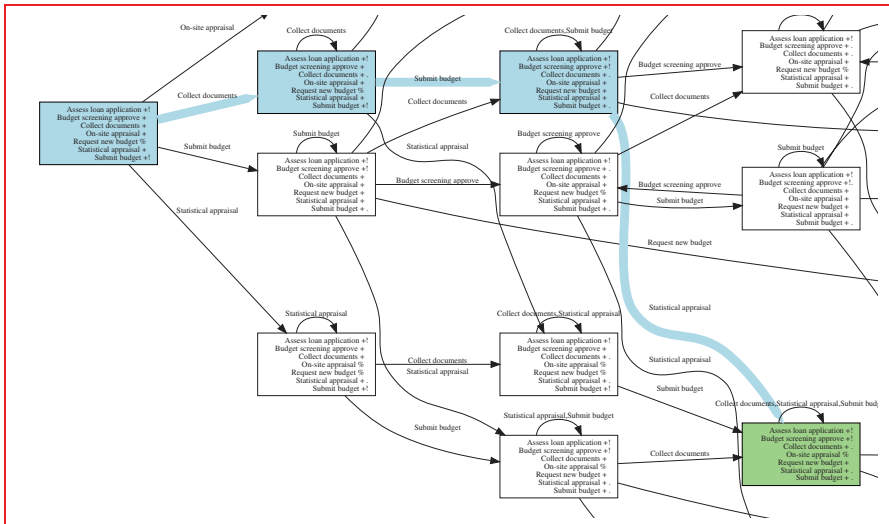 On-site appraisal
Collect documents
Collect documents,Submit budget
Assess loan application +!
Budget screening approve + .
Collect documents + .
On-site appraisal +
Request new budget %
Statistical appraisal +
Submit budget + .
Assess loan application +!
Budget screening approve +
Collect documents + .
On-site appraisal +
Request new budget %
Statistical appraisal +
Submit budget +!
Submit budget
Assess loan application +!
Budget screening approve +!
Collect documents + .
On-site appraisal +
Request new budget %
Statistical appraisal +
Submit budget + .
Budget screening approve
Collect documents
Collect documents
Collect documents
Assess loan application +!
Budget screening approve +
Collect documents +
On-site appraisal +
Request new budget %
Statistical appraisal +
Submit budget +!
Submit budget
Submit budget
Statistical appraisal
Budget screening approve
Submit budget
Assess loan application +!
Budget screening approve +!
Collect documents +
On-site appraisal +
Request new budget +
Statistical appraisal +
Submit budget + .
Budget screening approve
Assess loan application +!
Budget screening approve + .
Collect documents +
On-site appraisal +
Request new budget +
Statistical appraisal +
Submit budget + .
Budget screening approve
Submit budget
Assess loan application +!
Budget screening approve +!.
Collect documents +
On-site appraisal +
Request new budget +
Statistical appraisal +
Submit budget + .
Statistical appraisal
Request new budget
Statistical appraisal
Statistical appraisal
Assess loan application +!
Budget screening approve +
Collect documents +
On-site appraisal %
Request new budget %
Statistical appraisal + .
Submit budget +!
Collect documents
Statistical appraisal
Collect documents,Statistical appraisal
Assess loan application +!
Budget screening approve +
Collect documents + .
On-site appraisal %
Request new budget %
Statistical appraisal + .
Submit budget +!
Statistical appraisal
Submit budget
Submit budget
Statistical appraisal,Submit budget
Assess loan application +!
Budget screening approve +!
Collect documents +
On-site appraisal %
Request new budget +
Statistical appraisal + .
Submit budget + .
Collect documents
Collect documents,Statistical appraisal,Submit
Assess loan application +!
Budget screening approve +!
Collect documents + .
On-site appraisal %
Request new budget +
Statistical appraisal + .
Submit budget + .